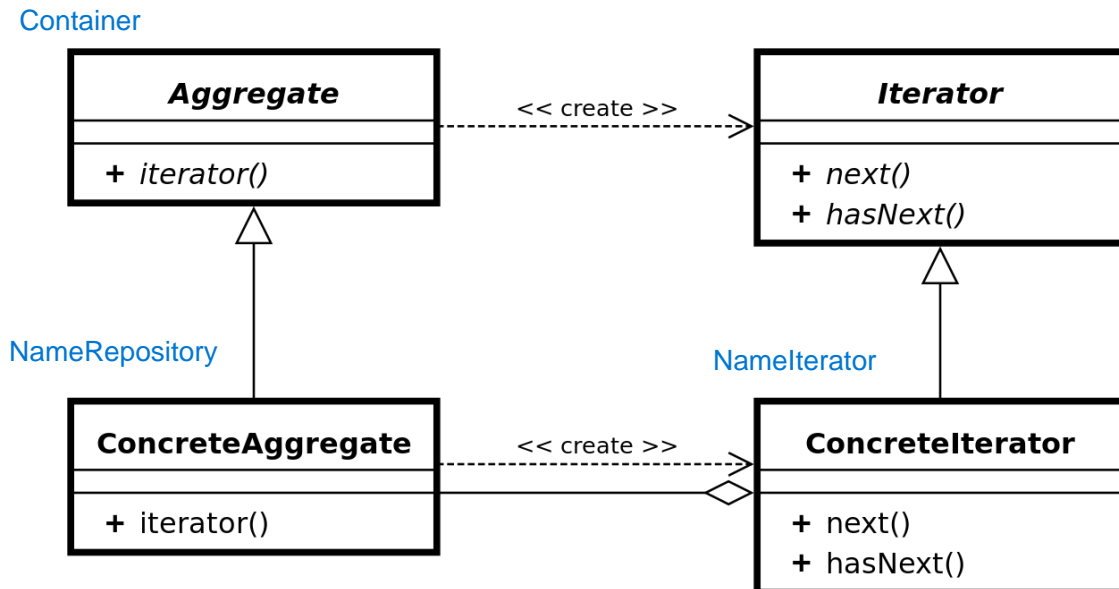 Container
Aggregate
<< create >>
Iterator
+ iterator()
+ next()
+ hasNext()
NameRepository
NameIterator
ConcreteAggregate
<< create >>
ConcreteIterator
+ iterator()
+ next()
+ hasNext()